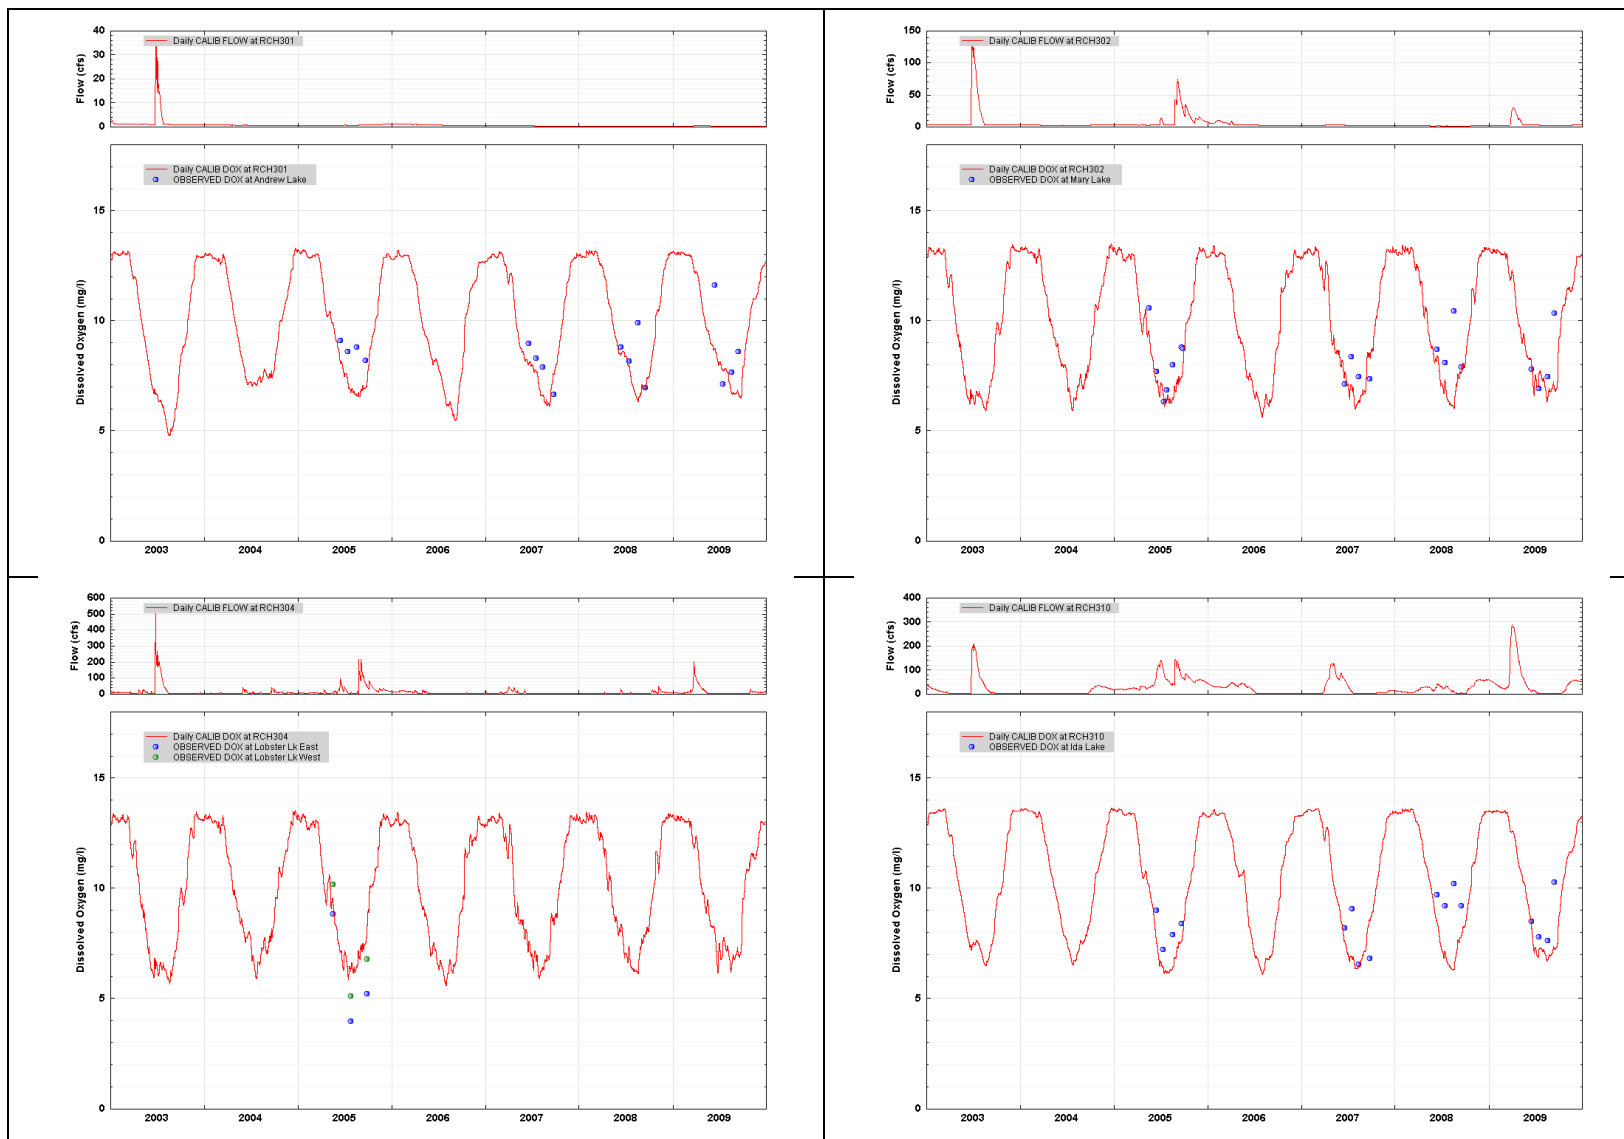 Flow (cfs)
40
30
20
10
0
Daily CALIB FLOW at RCH301
Dissolved Oxygen (mg/l)
15
10
5
0
Daily CALIB DOX at RCH301
OBSERVED DOX at Andrew Lake
2003 2004 2005 2006 2007 2008 2009
Flow (cfs)
150
100
50
0
Daily CALIB FLOW at RCH302
Dissolved Oxygen (mg/l)
15
10
5
0
Daily CALIB DOX at RCH302
OBSERVED DOX at Mary Lake
2003 2004 2005 2006 2007 2008 2009
Flow (cfs)
600
500
400
300
200
100
0
Daily CALIB FLOW at RCH304
Dissolved Oxygen (mg/l)
15
10
5
0
Daily CALIB DOX at RCH304
OBSERVED DOX at Lobster Lk East
OBSERVED DOX at Lobster Lk West
2003 2004 2005 2006 2007 2008 2009
Flow (cfs)
400
300
200
100
0
Daily CALIB FLOW at RCH310
Dissolved Oxygen (mg/l)
15
10
5
0
Daily CALIB DOX at RCH310
OBSERVED DOX at Ida Lake
2003 2004 2005 2006 2007 2008 2009